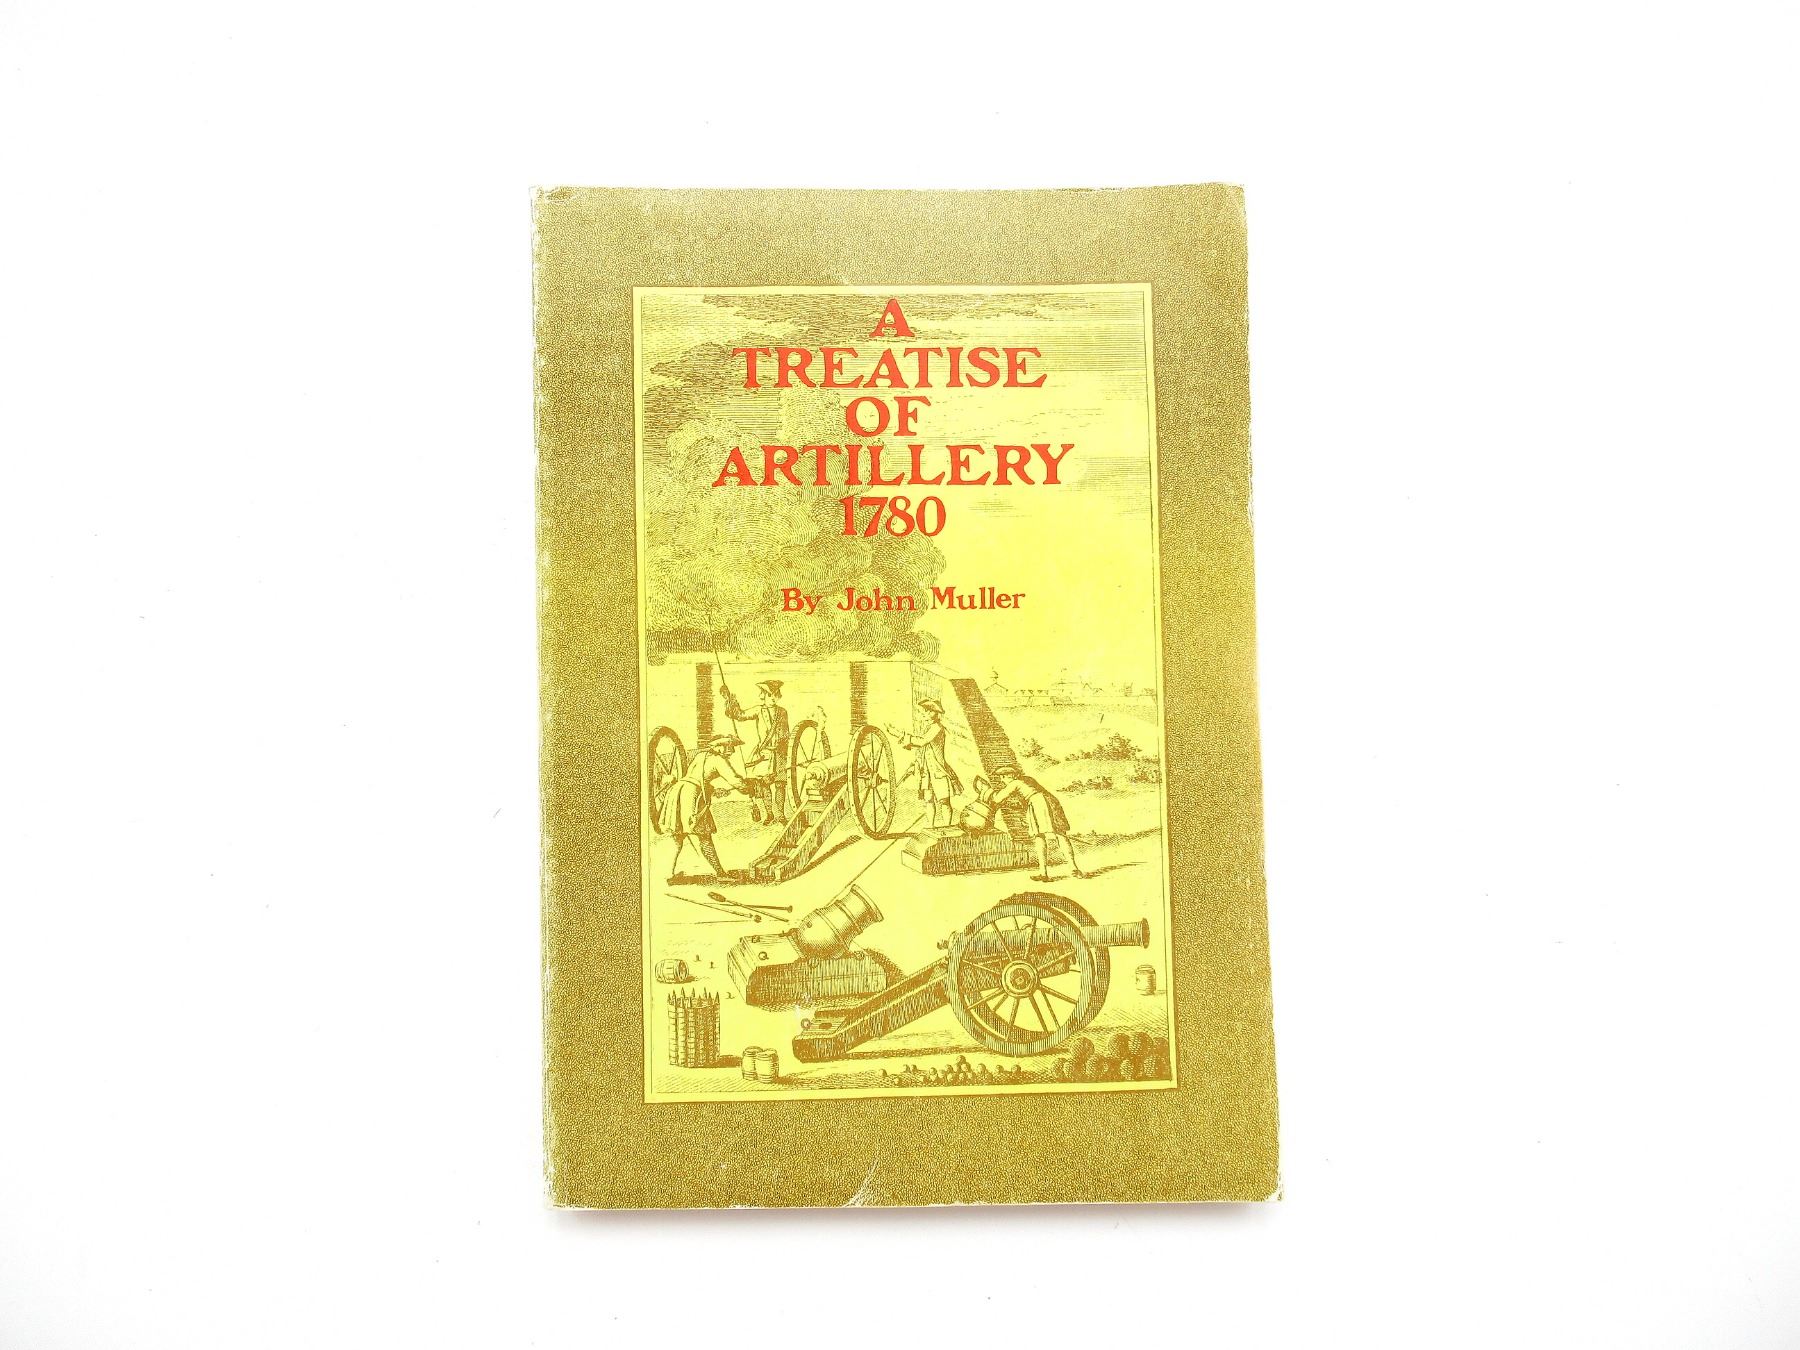 A
TREATISE
OF
ARTILLERY
1780
By John Muller